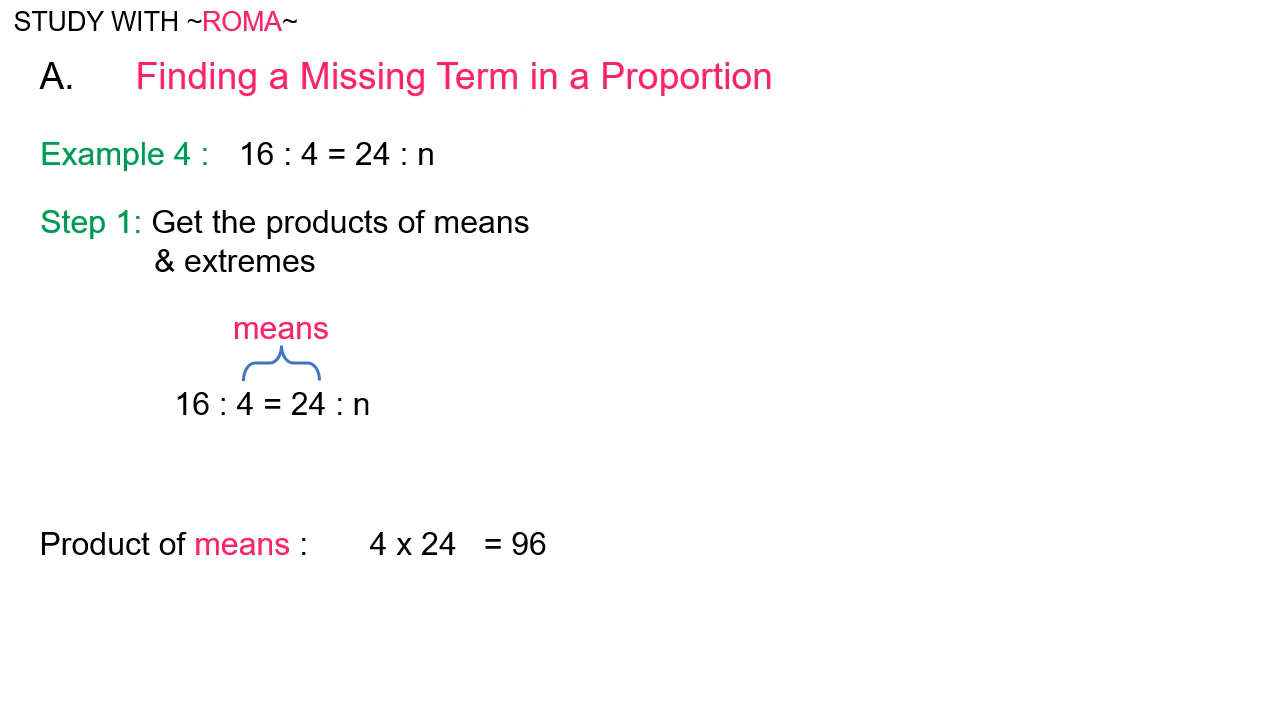 STUDY WITH ~ROMA~
A. Finding a Missing Term in a Proportion
Example 4 : 16 : 4 = 24 : n
Step 1: Get the products of means
& extremes
means
16 : 4 = 24 : n
Product of means : 4 x 24 = 96